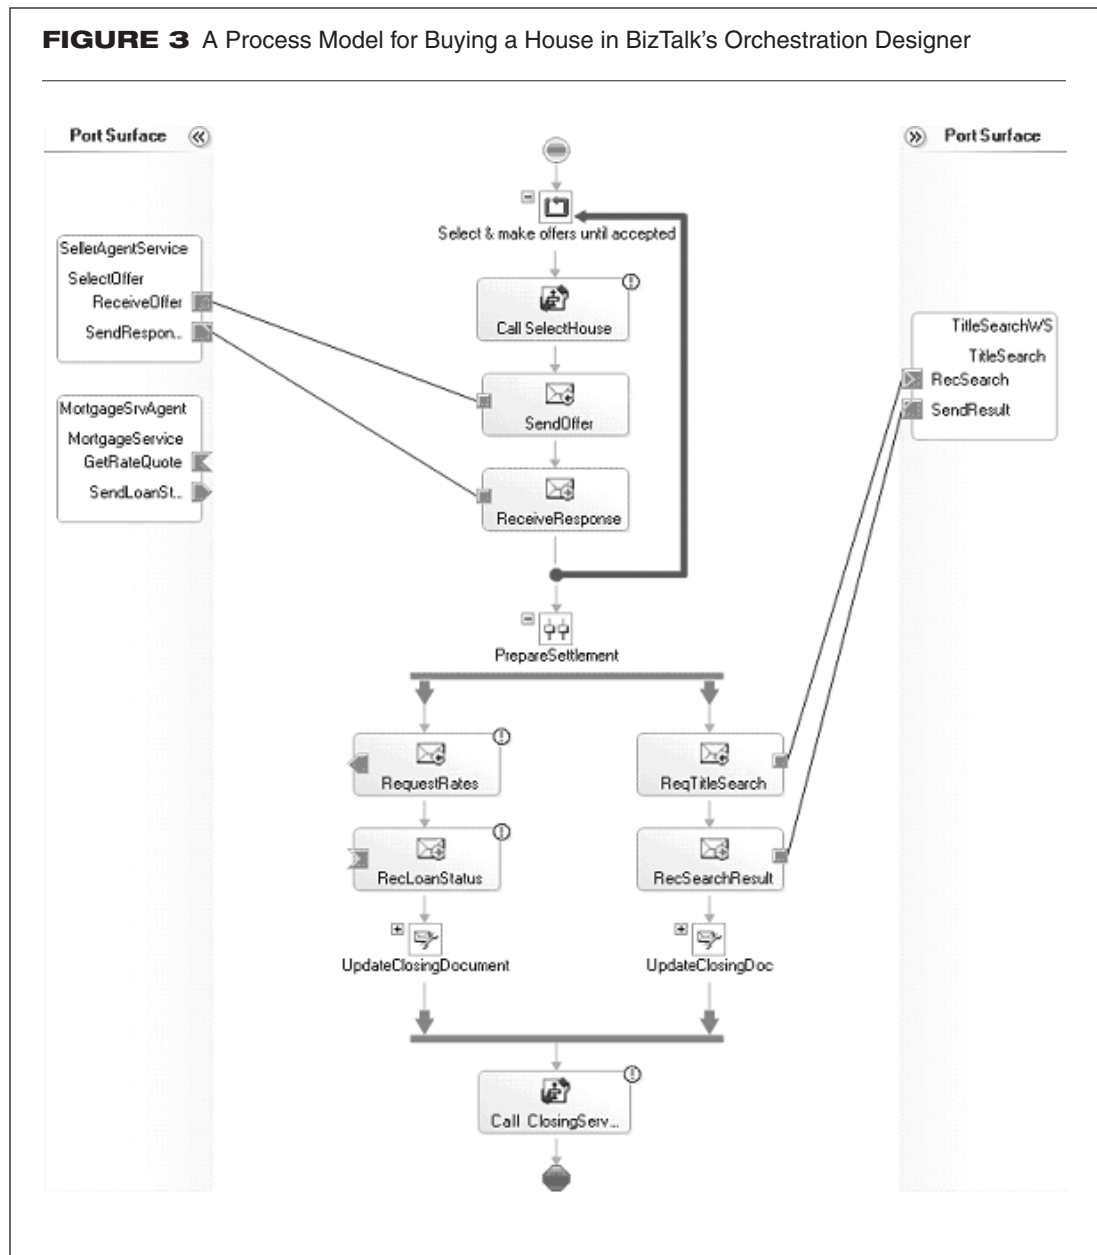 FIGURE 3 A Process Model for Buying a House in BizTalk's Orchestration Designer
Port Surface
Port Surface
Select & make offers until accepted
SellerAgentService
SelectOffer
ReceiveOffer
SendRespon...
Call SelectHouse
TitleSearchWS
TitleSearch
RecSearch
SendResult
SendOffer
MortgageSrvAgent
MortgageService
GetRateQuote
SendLoanSt...
ReceiveResponse
PrepareSettlement
RequestRates
ReqTitleSearch
RecLoanStatus
RecSearchResult
UpdateClosingDocument
UpdateClosingDoc
Call ClosingServ...